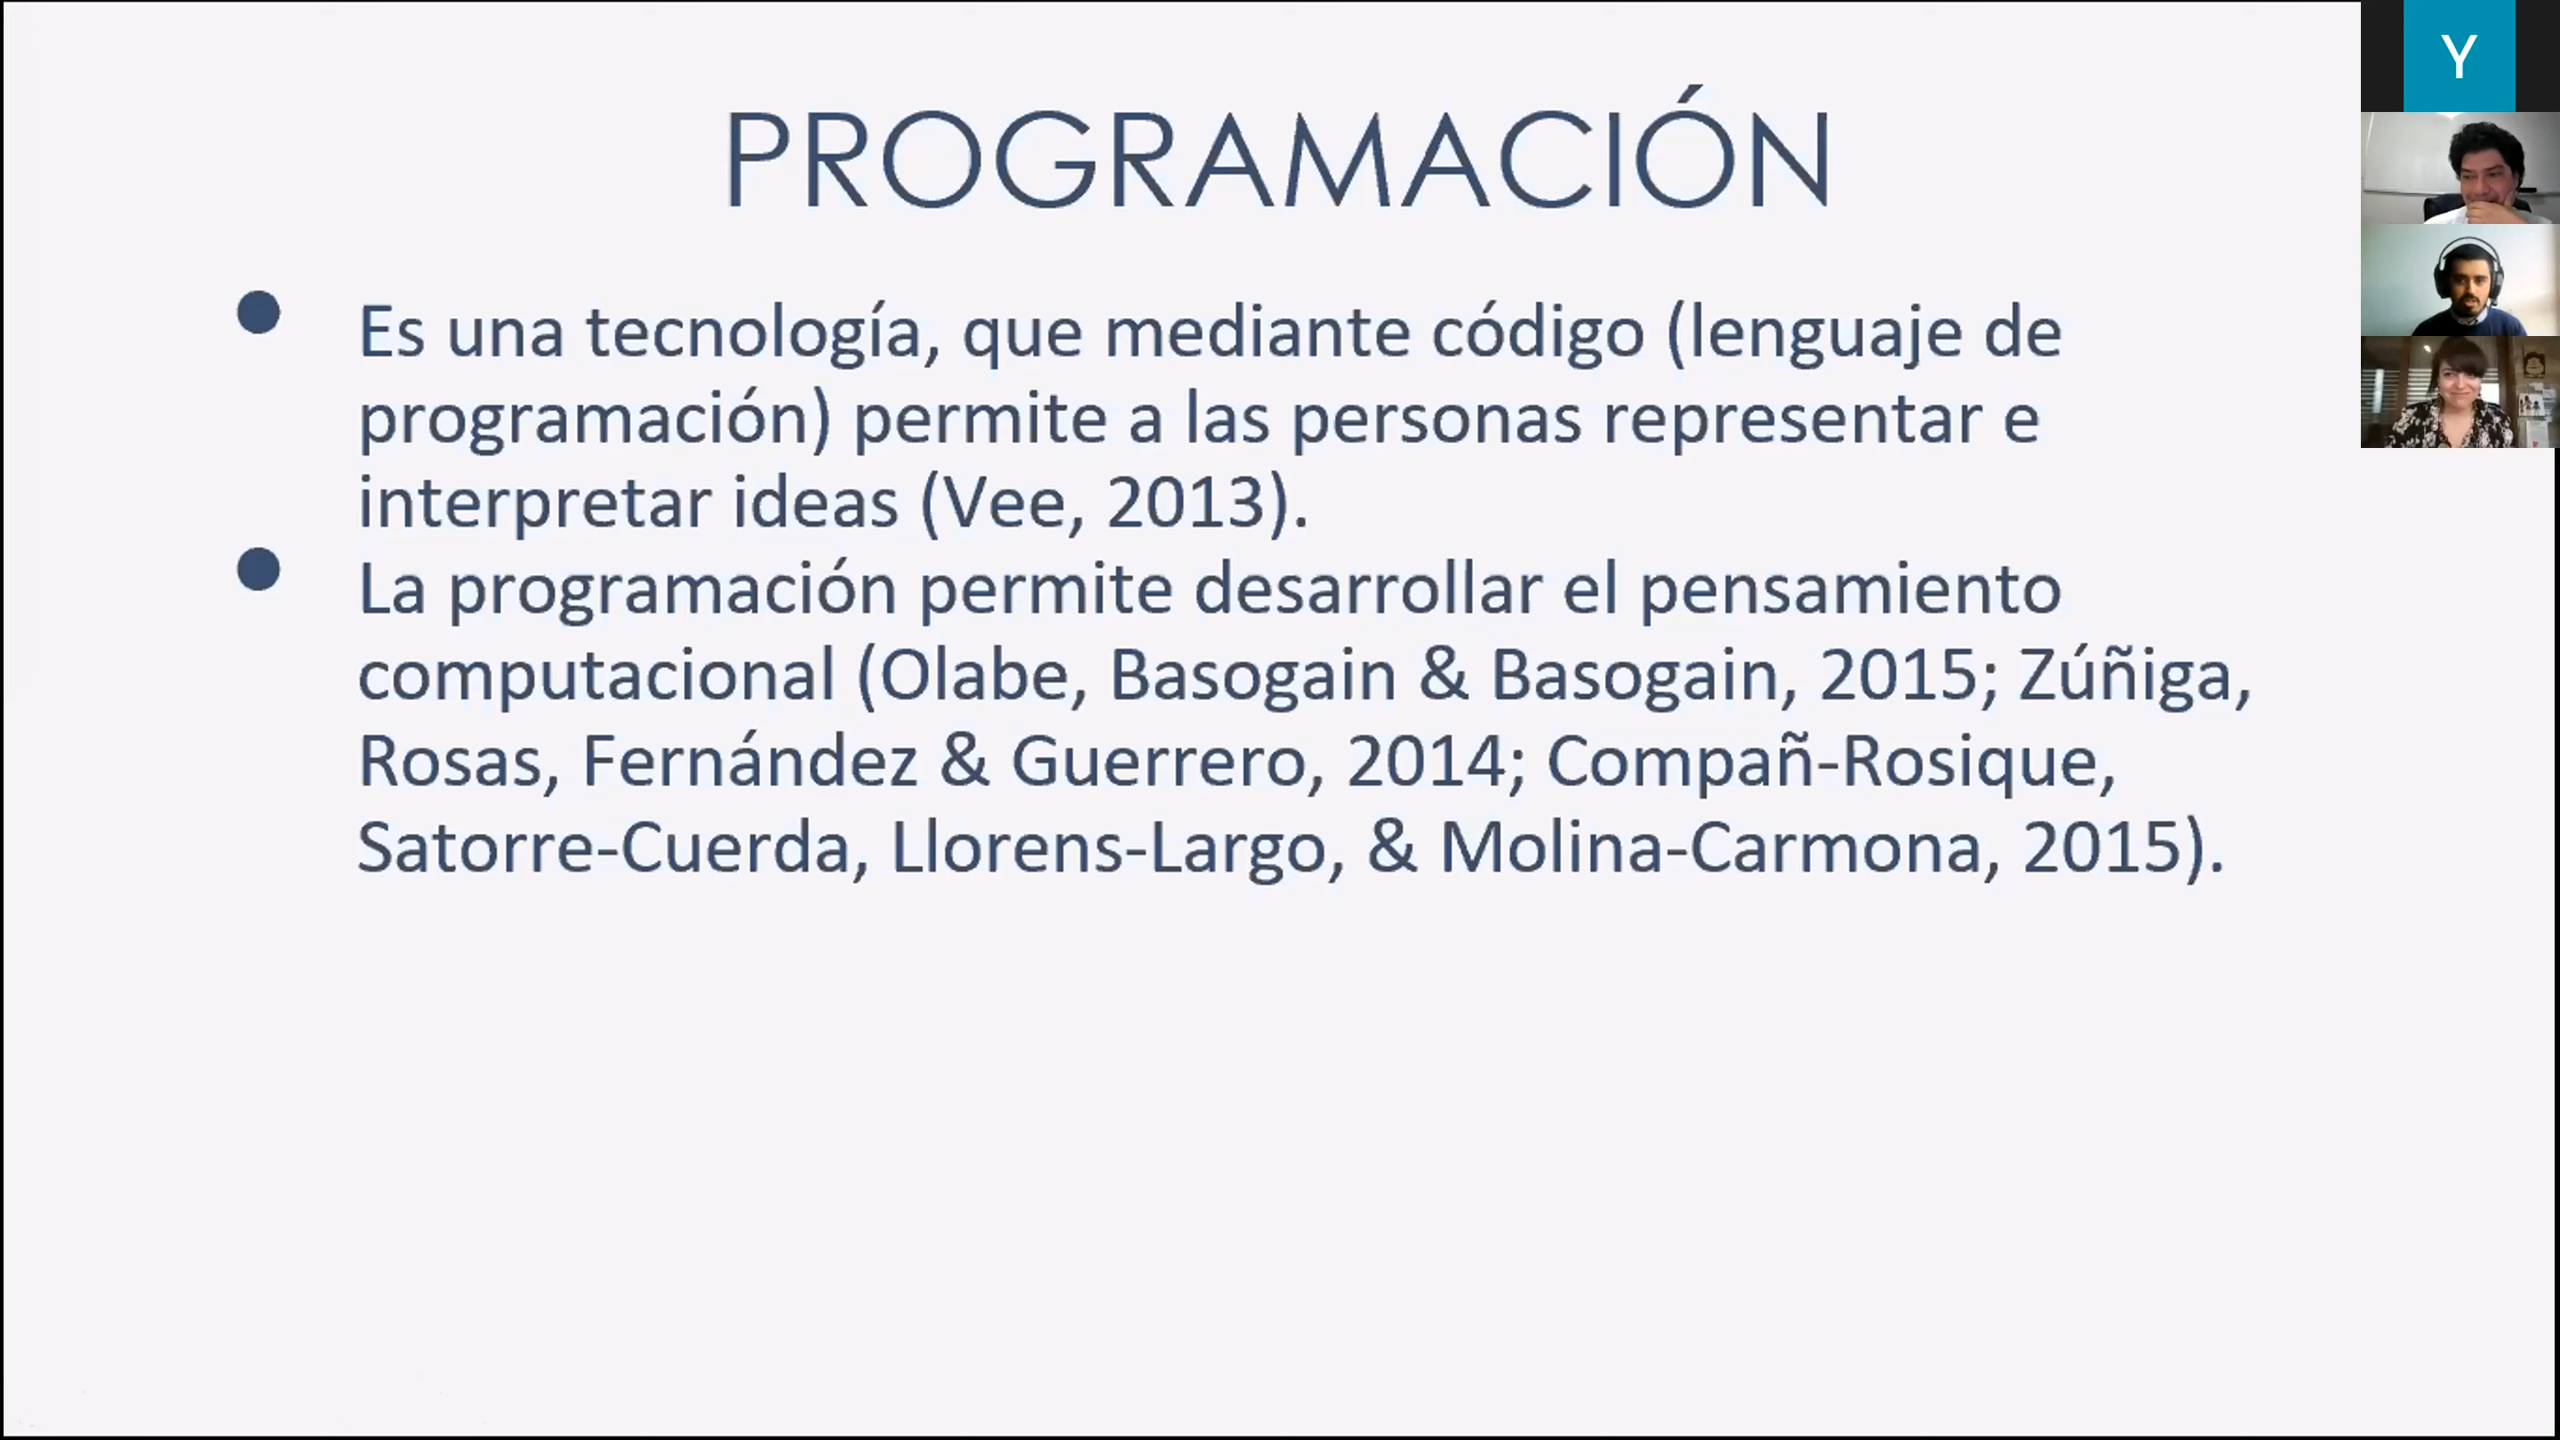 PROGRAMACIÓN
Es una tecnología, que mediante código (lenguaje de
programación) permite a las personas representar e
interpretar ideas (Vee, 2013).
La programación permite desarrollar el pensamiento
computacional (Olabe, Basogain & Basogain, 2015; Zúñiga,
Rosas, Fernández & Guerrero, 2014; Compañ-Rosique,
Satorre-Cuerda, Llorens-Largo, & Molina-Carmona, 2015).
Y